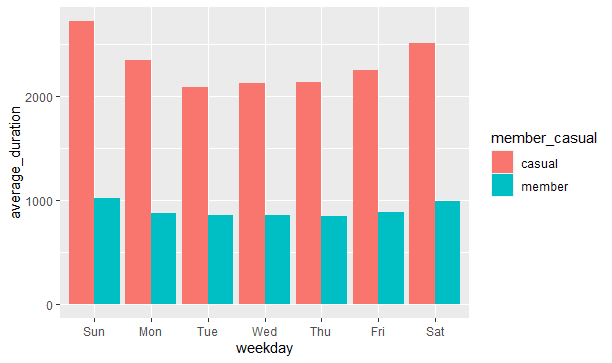 average_duration
2000
1000
0
Sun Mon Tue Wed Thu Fri Sat
weekday
member_casual
casual
member